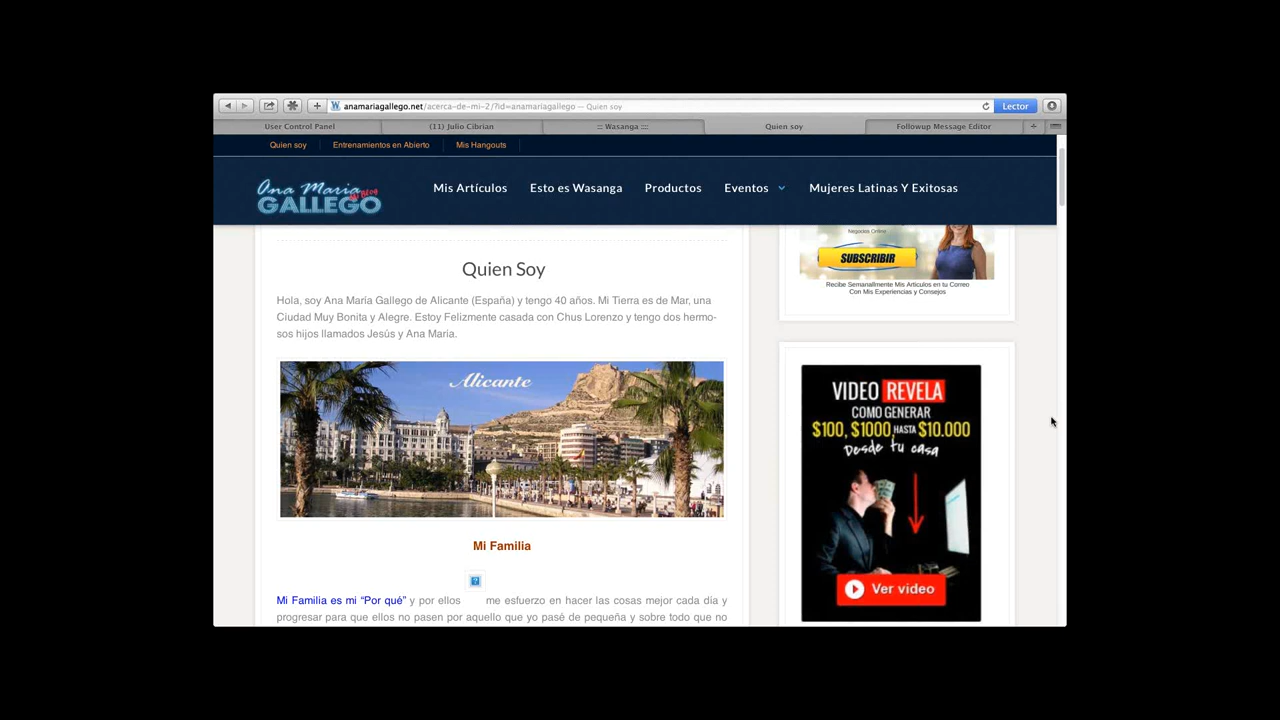 anamariagallego.net/acerca-de-mi-2/?id=anamariagallego — Quien soy
Lector
User Control Panel
(11) Julio Cibrian
::: Wasanga ::::
Quien soy
Followup Message Editor
Quien soy
Entrenamientos en Abierto
Mis Hangouts
Ana Maria
GALLEGO
Blog
Mis Artículos
Esto es Wasanga
Productos
Eventos
Mujeres Latinas Y Exitosas
Quien Soy
Hola, soy Ana María Gallego de Alicante (España) y tengo 40 años. Mi Tierra es de Mar, una
Ciudad Muy Bonita y Alegre. Estoy Felizmente casada con Chus Lorenzo y tengo dos hermo-
sos hijos llamados Jesús y Ana María.
Alicante
Mi Familia
Mi Familia es mi “Por qué” y por ellos me esfuerzo en hacer las cosas mejor cada día y
progresar para que ellos no pasen por aquello que yo pasé de pequeña y sobre todo que no
Negocios Online
SUBSCRIBIR
Recibe Semanallmente Mis Articulos en tu Correo
Con Mis Experiencias y Consejos
VIDEO REVELA
COMO GENERAR
$100, $1000 HASTA $10.000
Desde tu casa
Ver video